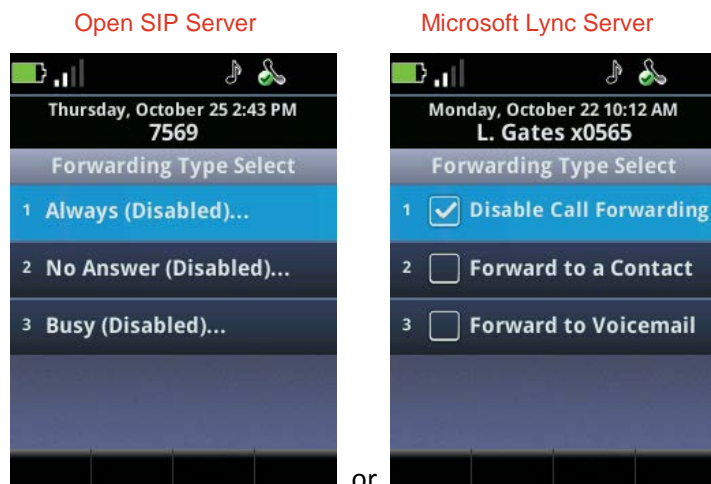 Open SIP Server
Thursday, October 25 2:43 PM
7569
Forwarding Type Select
1 Always (Disabled)...
2 No Answer (Disabled)...
3 Busy (Disabled)...
or
Microsoft Lync Server
Monday, October 22 10:12 AM
L. Gates x0565
Forwarding Type Select
1 Disable Call Forwarding
2 Forward to a Contact
3 Forward to Voicemail